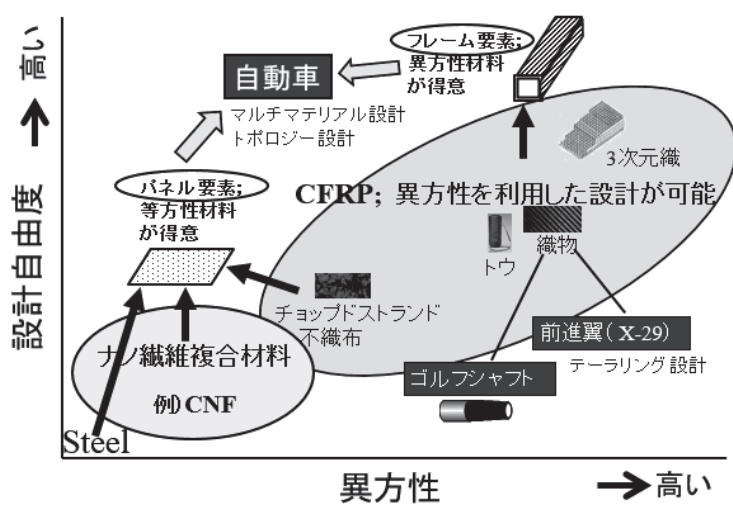 設計自由度
高い
フレーム要素;
異方性材料
が得意
自動車
マルチマテリアル設計
トポロジー設計
3次元織
パネル要素;
等方性材料
が得意
CFRP; 異方性を利用した設計が可能
トウ
織物
チョップドストランド
不織布
前進翼(X-29)
テーラリング設計
ゴルフシャフト
ナノ繊維複合材料
例)CNF
Steel
異方性
高い